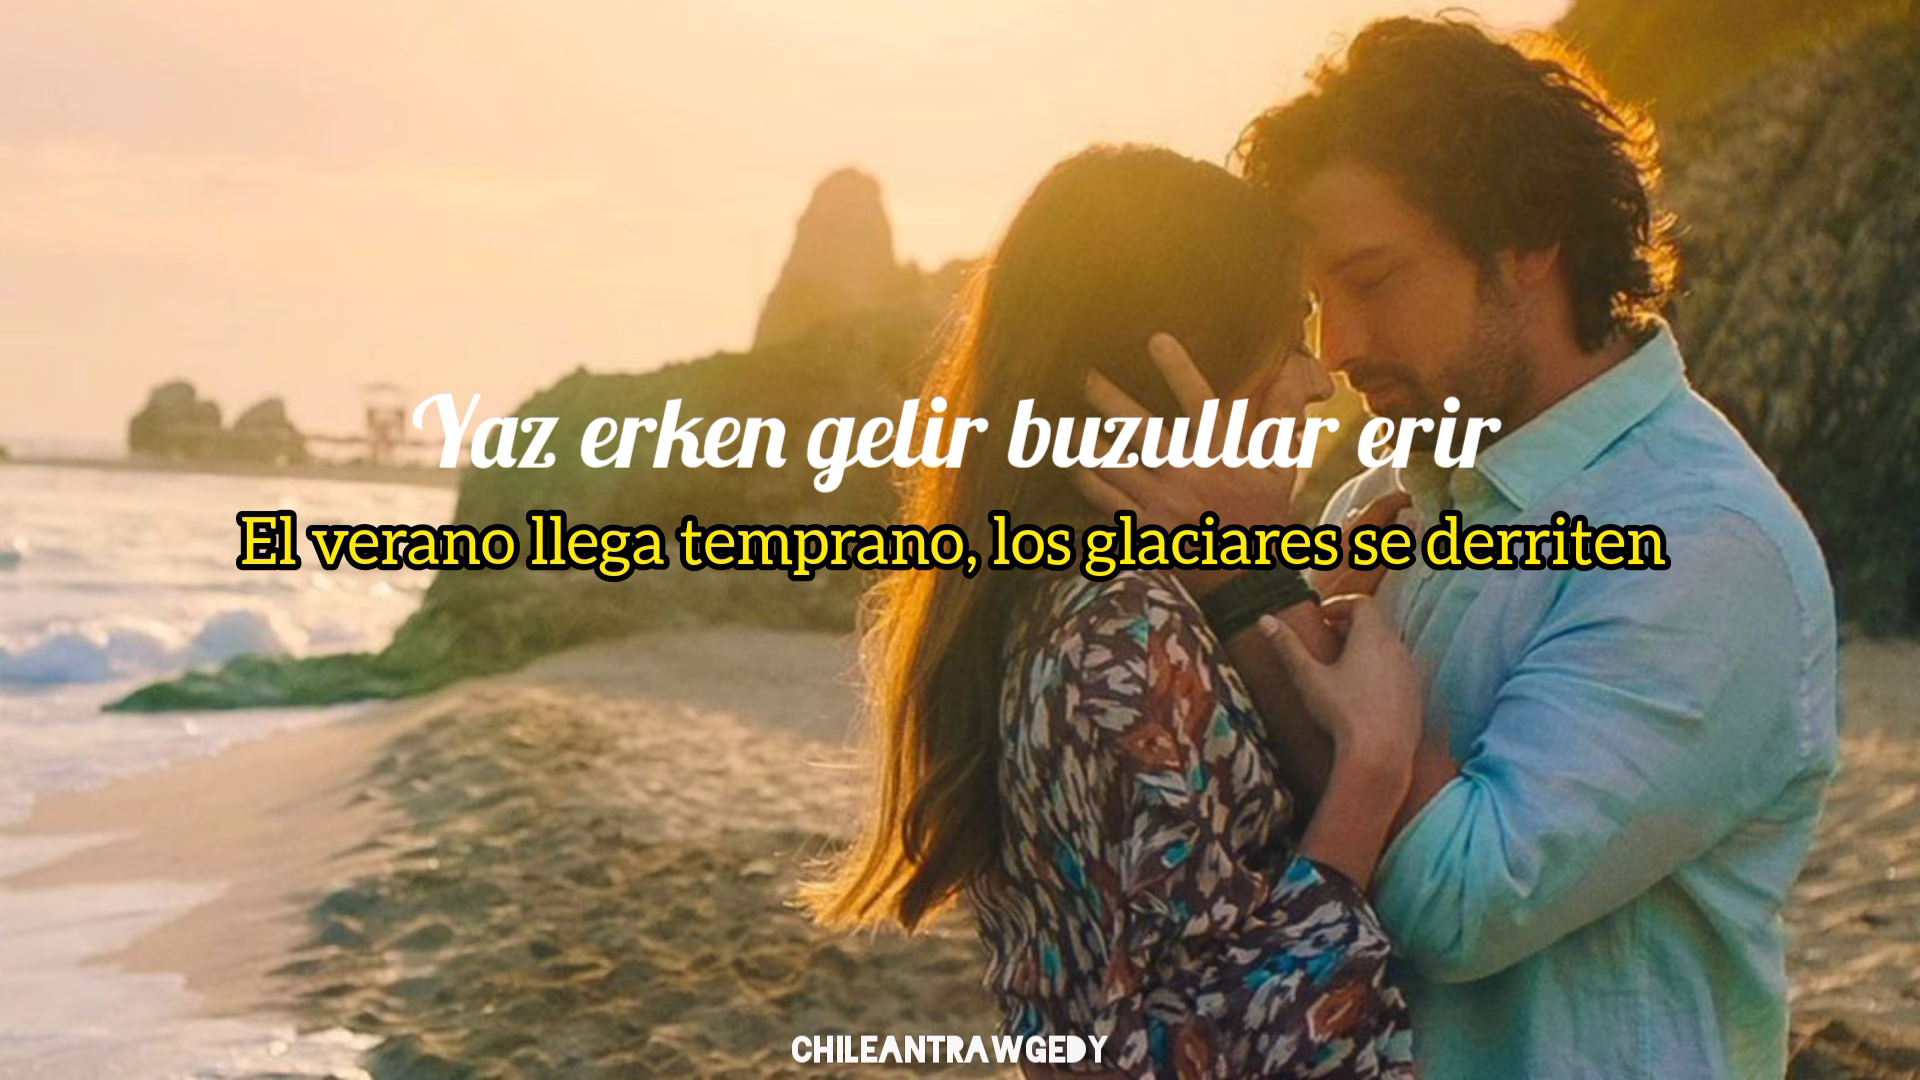 Yaz erken gelir buzullar erir
El verano llega temprano, los glaciares se derriten
CHILEANTRAWGEDY